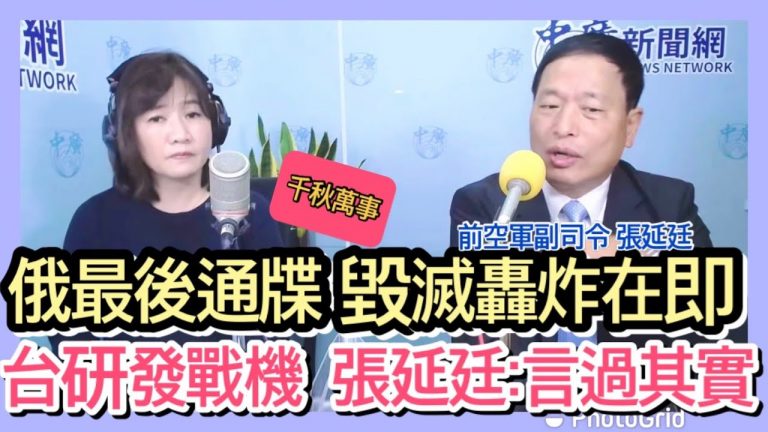 網
NETWORK
中廣新聞網
NEWS NETWORK
中廣
千秋萬事
前空軍副司令 張延廷
俄最後通牒 毀滅轟炸在即
台研發戰機 張延廷:言過其實
PhotoGrid